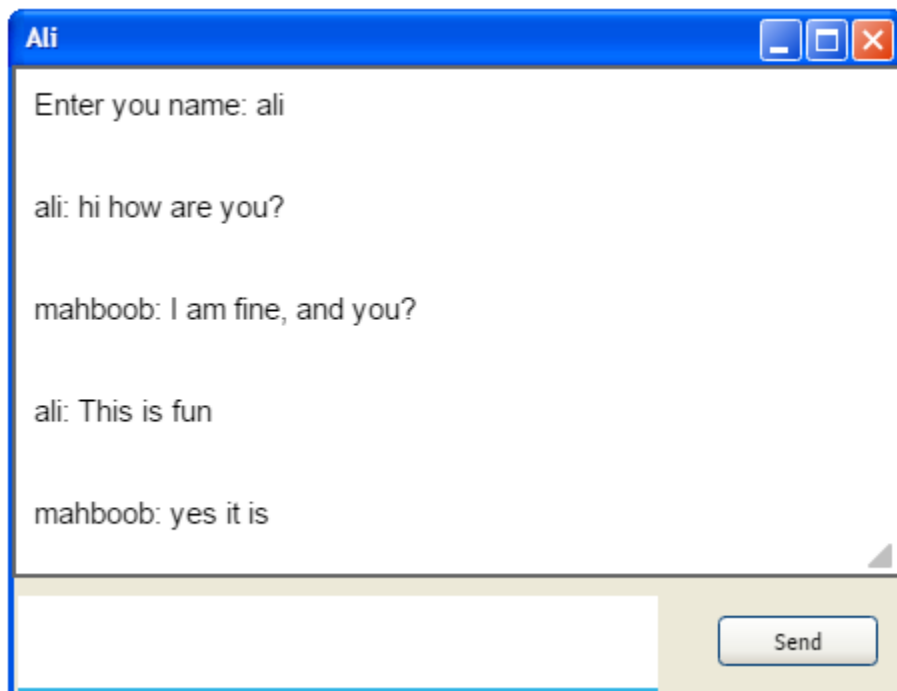 Ali
Enter you name: ali
ali: hi how are you?
mahboob: I am fine, and you?
ali: This is fun
mahboob: yes it is
Send